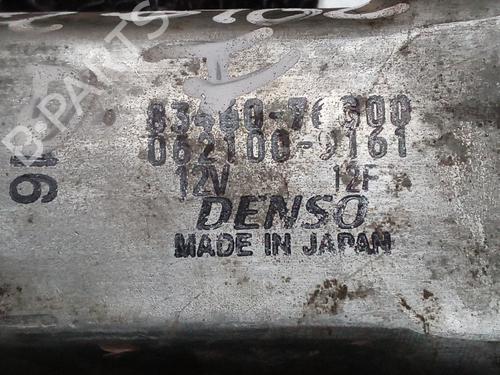 062100-9161
12V 12F
DENSO
MADE IN JAPAN
16
B-PARTS